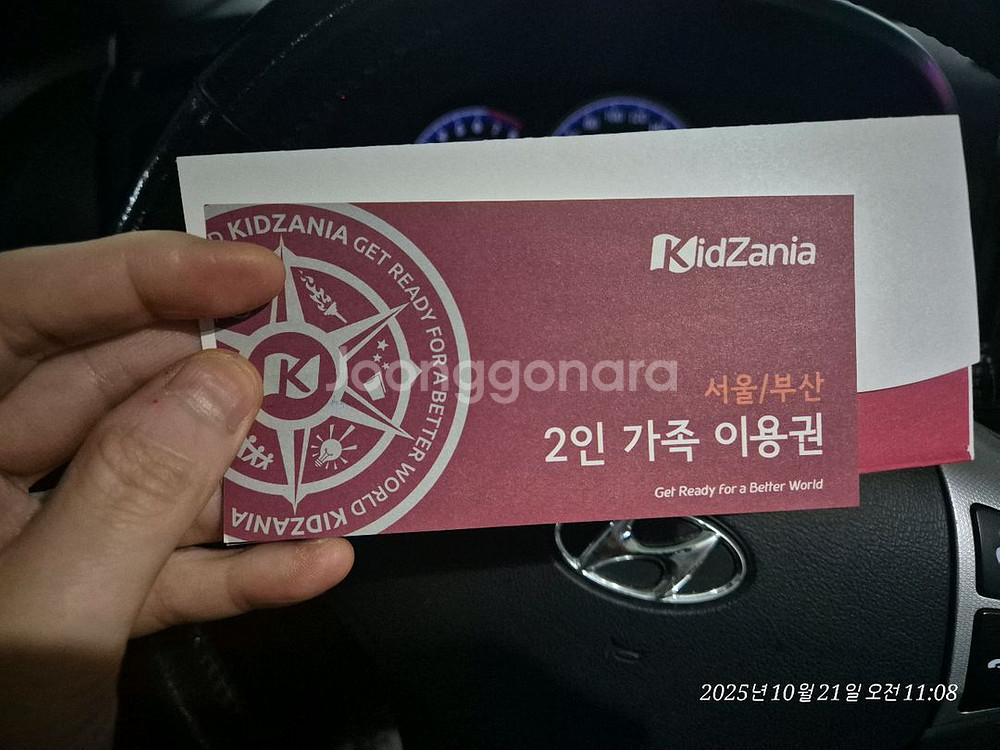 KIDZANIA GET READY FOR A BETTER WORLD KIDZANIA
K
KidZania
Joonggonara
서울/부산
2인 가족 이용권
Get Ready for a Better World
2025년 10월 21일 오전 11:08